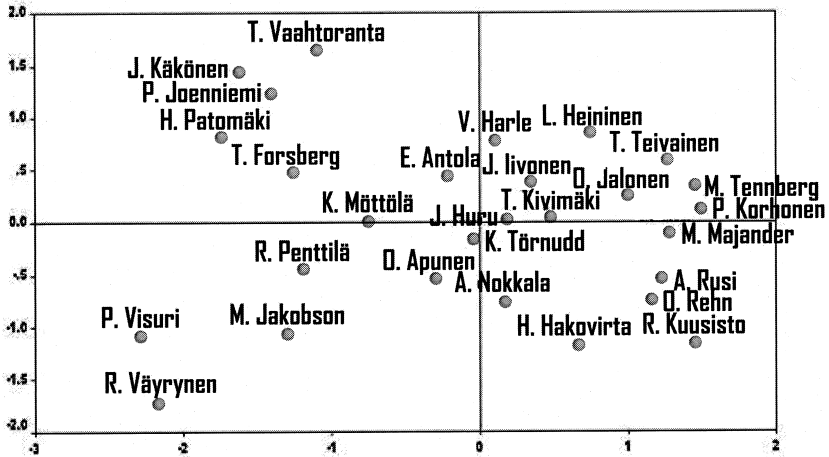 2.0
T. Vaahtoranta
1.5
J. Käkönen
P. Joenniemi
1.0
H. Patomäki
V. Harle
L. Heininen
T. Forsberg
T. Teivainen
.5
E. Antola
J. Iivonen
O. Jalonen
M. Tennberg
K. Möttölä
T. Kivimäki
P. Korhonen
0.0
J. Huru
K. Törnudd
M. Majander
R. Penttilä
O. Apunen
-.5
A. Nokkala
A. Rusi
O. Rehn
-1.0
P. Visuri
M. Jakobson
H. Hakovirta
R. Kuusisto
-1.5
R. Väyrynen
-2.0
-3 -2 -1 0 1 2